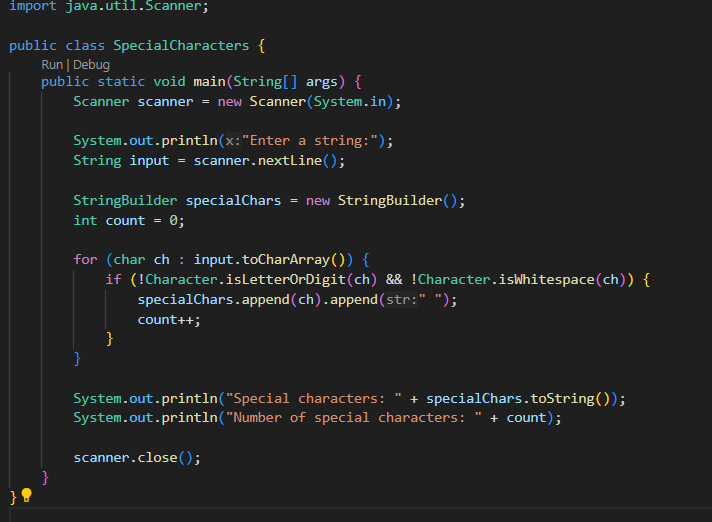 import java.util.Scanner;
public class SpecialCharacters {
Run | Debug
public static void main(String[] args) {
Scanner scanner = new Scanner(System.in);
System.out.println(x:"Enter a string:");
String input = scanner.nextLine();
StringBuilder specialChars = new StringBuilder();
int count = 0;
for (char ch : input.toCharArray()) {
if (!Character.isLetterOrDigit(ch) && !Character.isWhitespace(ch)) {
specialChars.append(ch).append(str:" ");
count++;
}
}
System.out.println("Special characters: " + specialChars.toString());
System.out.println("Number of special characters: " + count);
scanner.close();
}
}